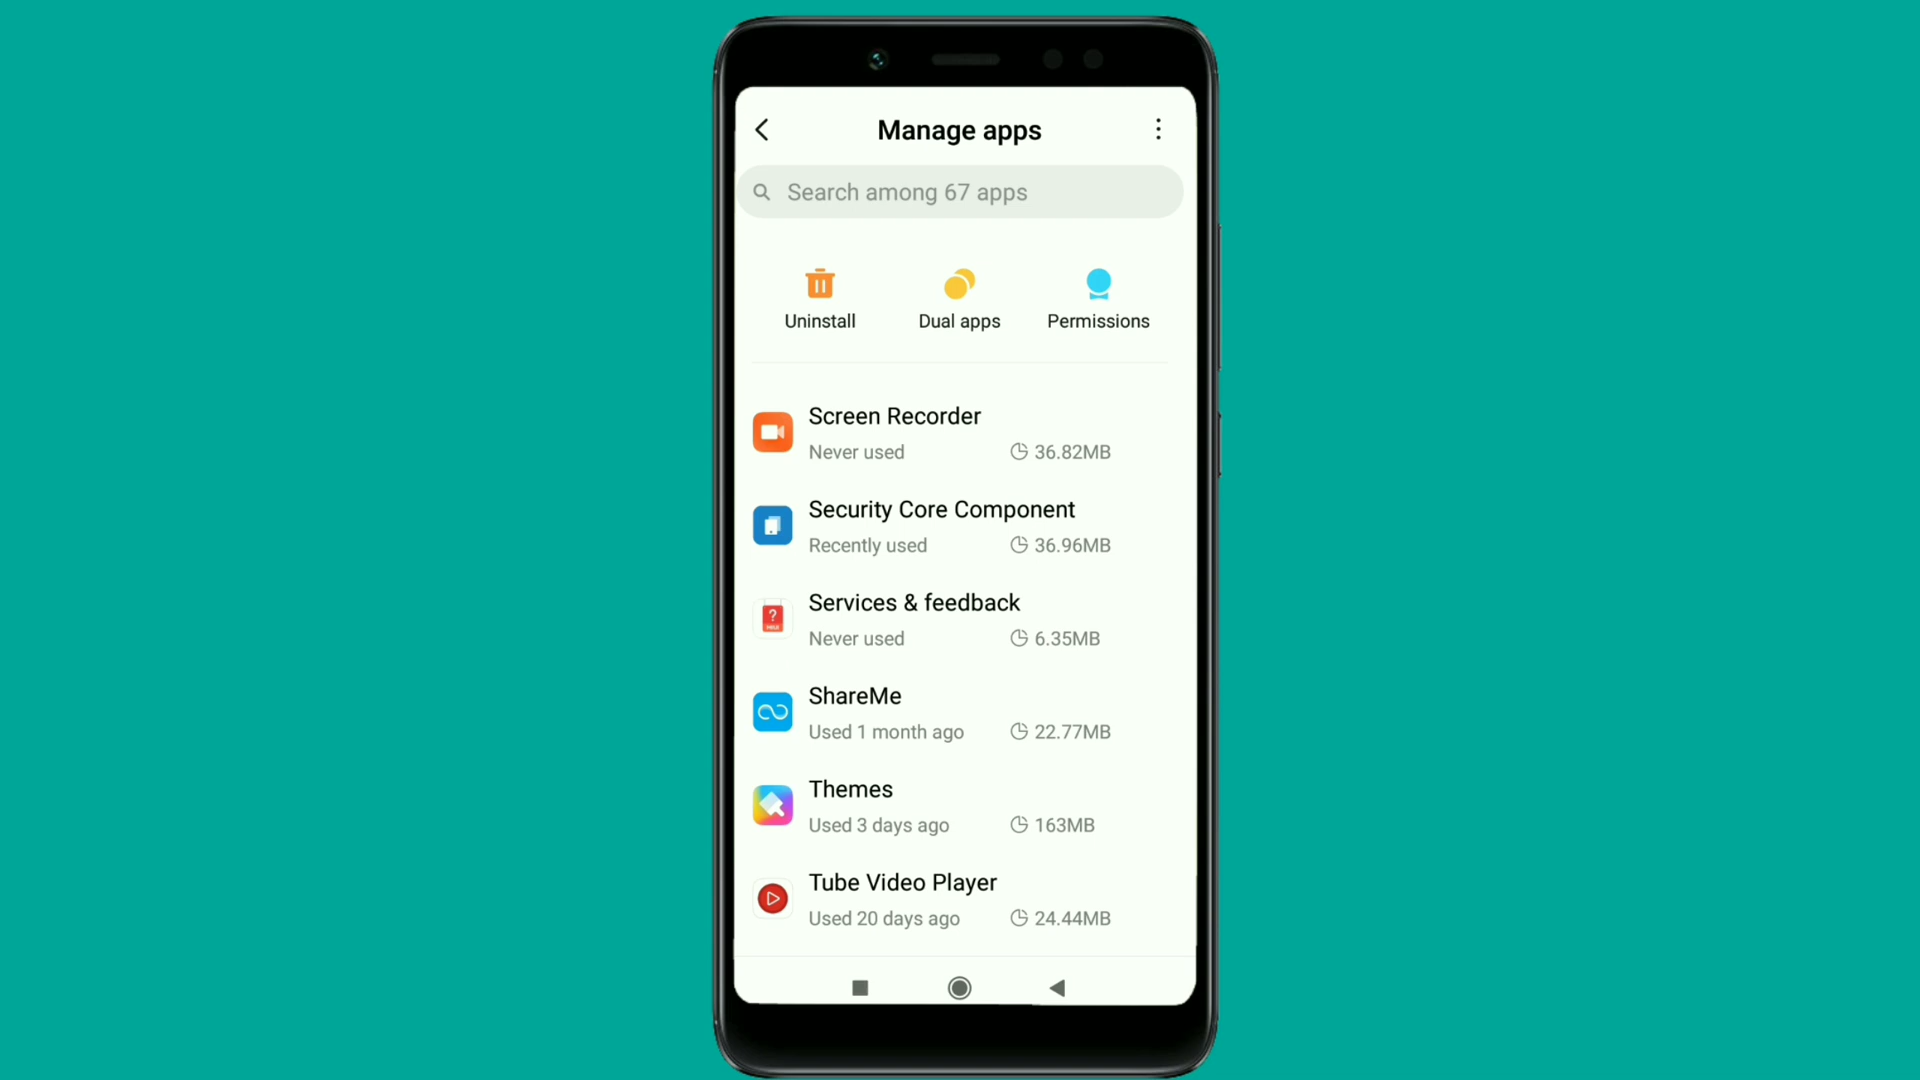 Manage apps
Search among 67 apps
Uninstall
Dual apps
Permissions
Screen Recorder
Never used
36.82MB
Security Core Component
Recently used
36.96MB
Services & feedback
Never used
6.35MB
ShareMe
Used 1 month ago
22.77MB
Themes
Used 3 days ago
163MB
Tube Video Player
Used 20 days ago
24.44MB